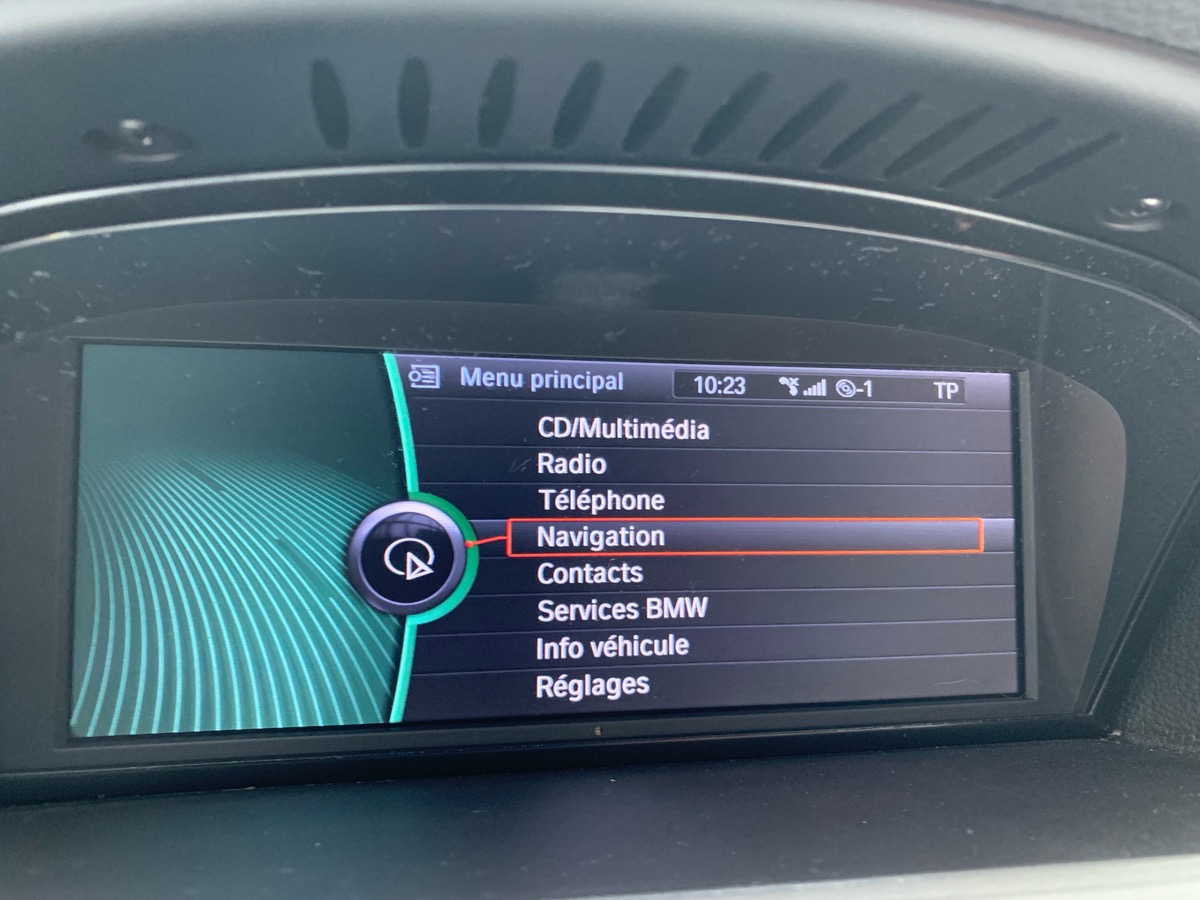 Menu principal 10:23 -1 TP
CD/Multimédia
Radio
Téléphone
Navigation
Contacts
Services BMW
Info véhicule
Réglages